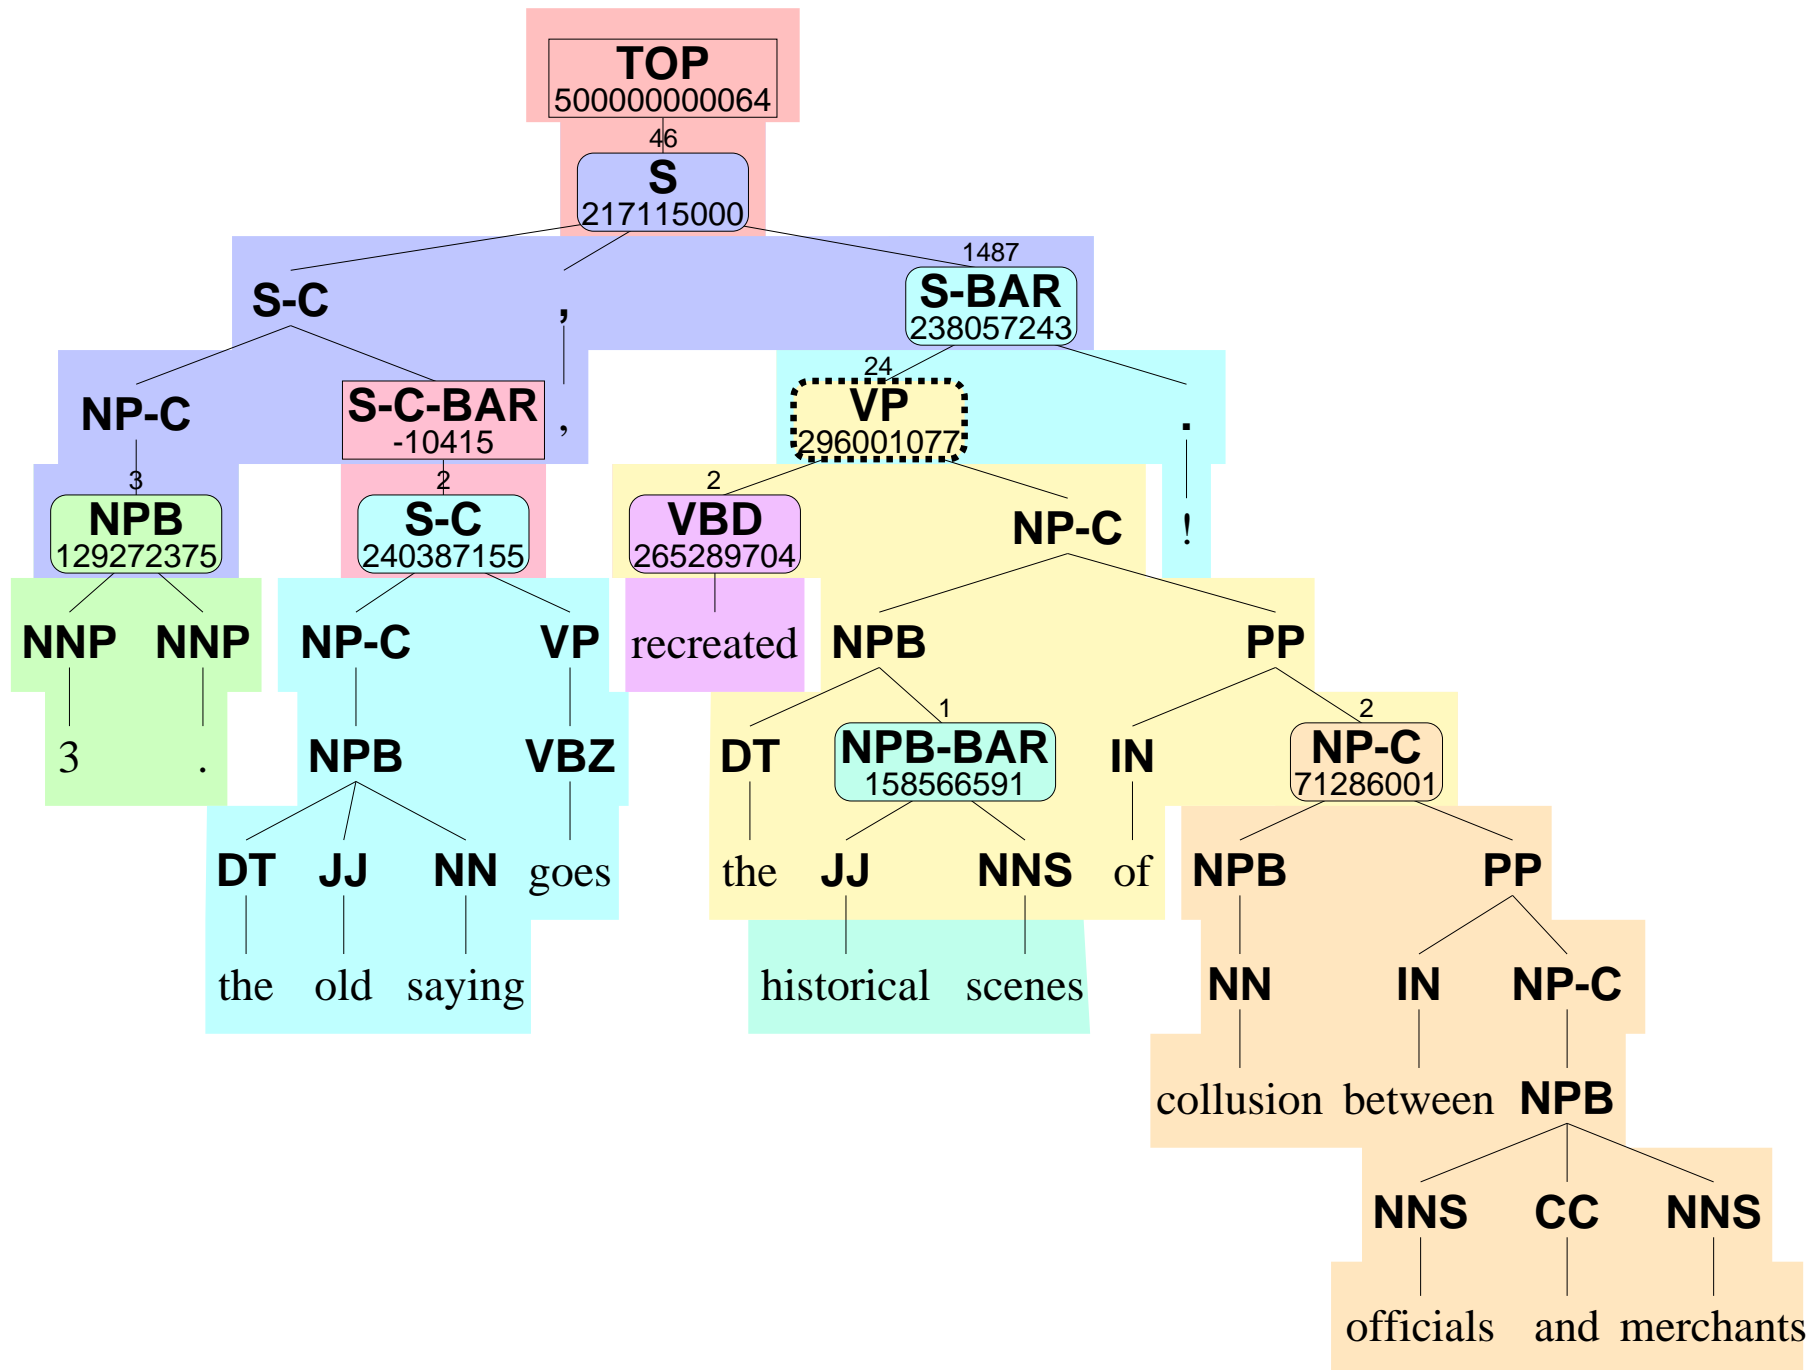 TOP
500000000064
46
S
217115000
1487
S-C , S-BAR
238057243
24
NP-C S-C-BAR , VP .
-10415 296001077
3 2 2
NPB S-C VBD NP-C !
129272375 240387155 265289704
NNP NNP NP-C VP recreated NPB PP
1 2
3 . NPB VBZ DT NPB-BAR IN NP-C
158566591 71286001
DT JJ NN goes the JJ NNS of NPB PP
the old saying historical scenes NN IN NP-C
collusion between NPB
NNS CC NNS
officials and merchants